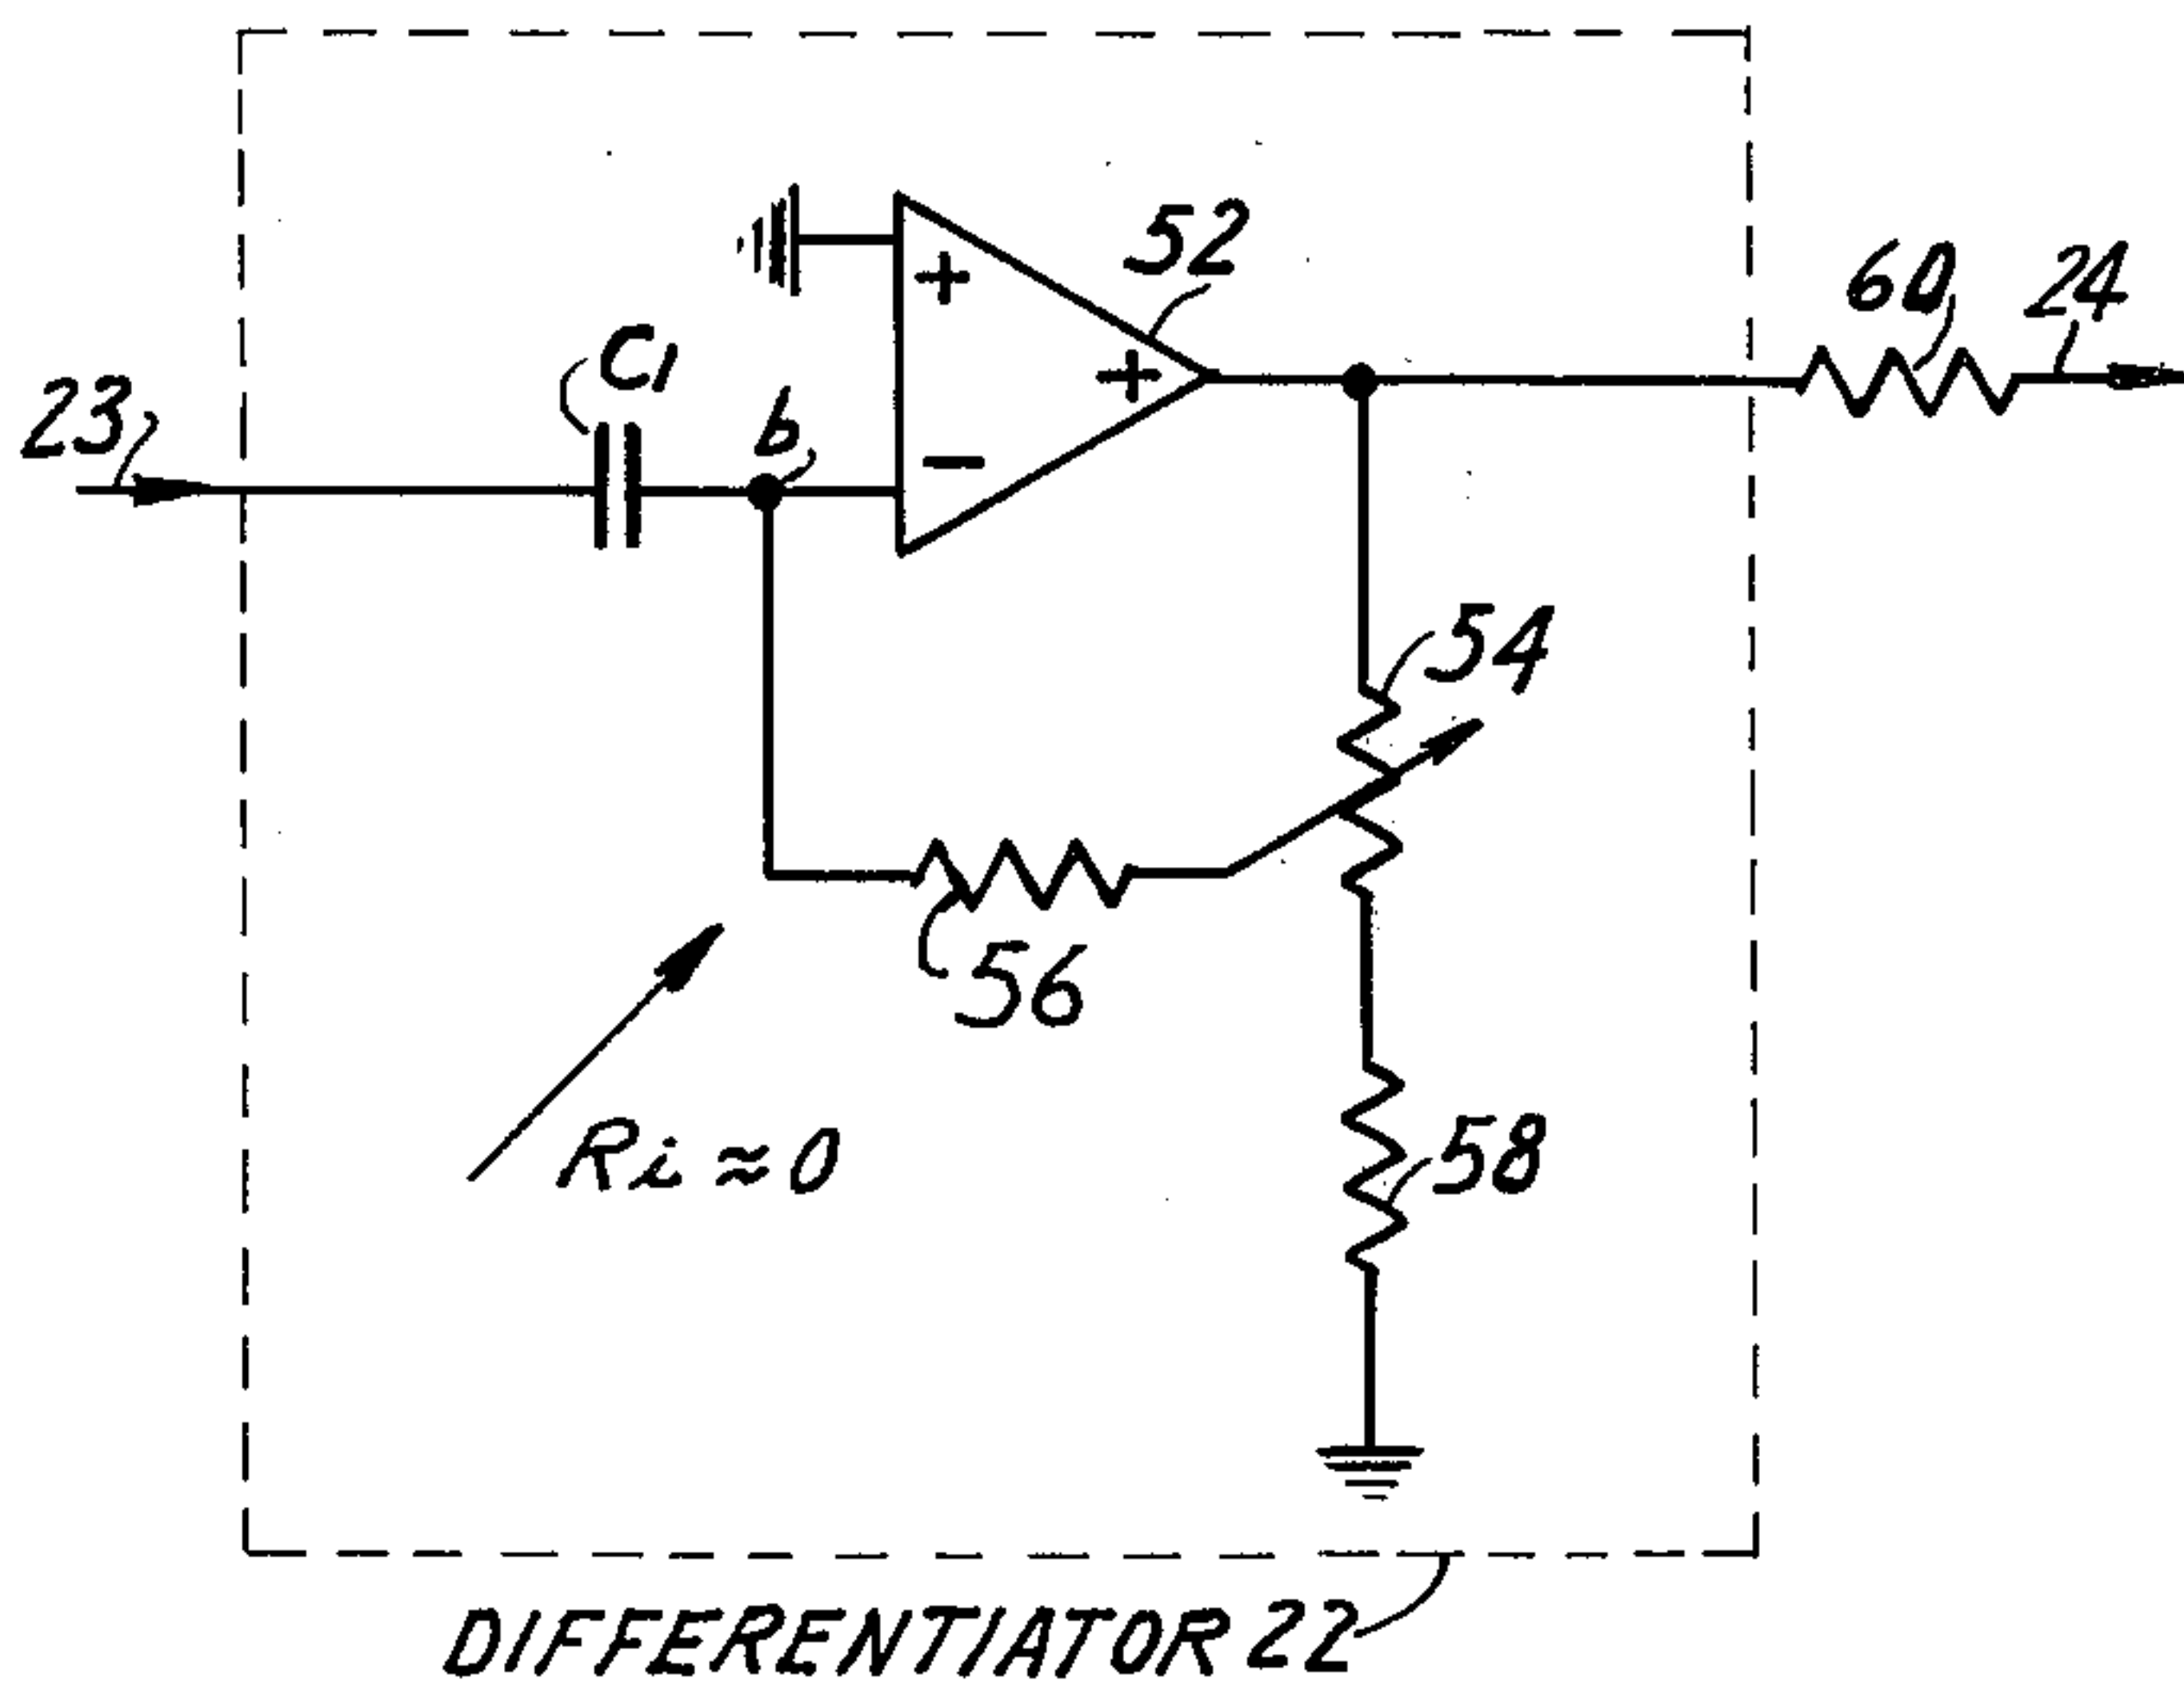 52
+
60
24
C1
+
23
b
−
54
56
Ri ≈ 0
58
DIFFERENTIATOR 22